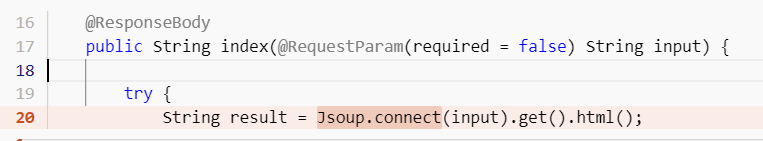 16 @ResponseBody
17 public String index(@RequestParam(required = false) String input) {
18
19 try {
20 String result = Jsoup.connect(input).get().html();